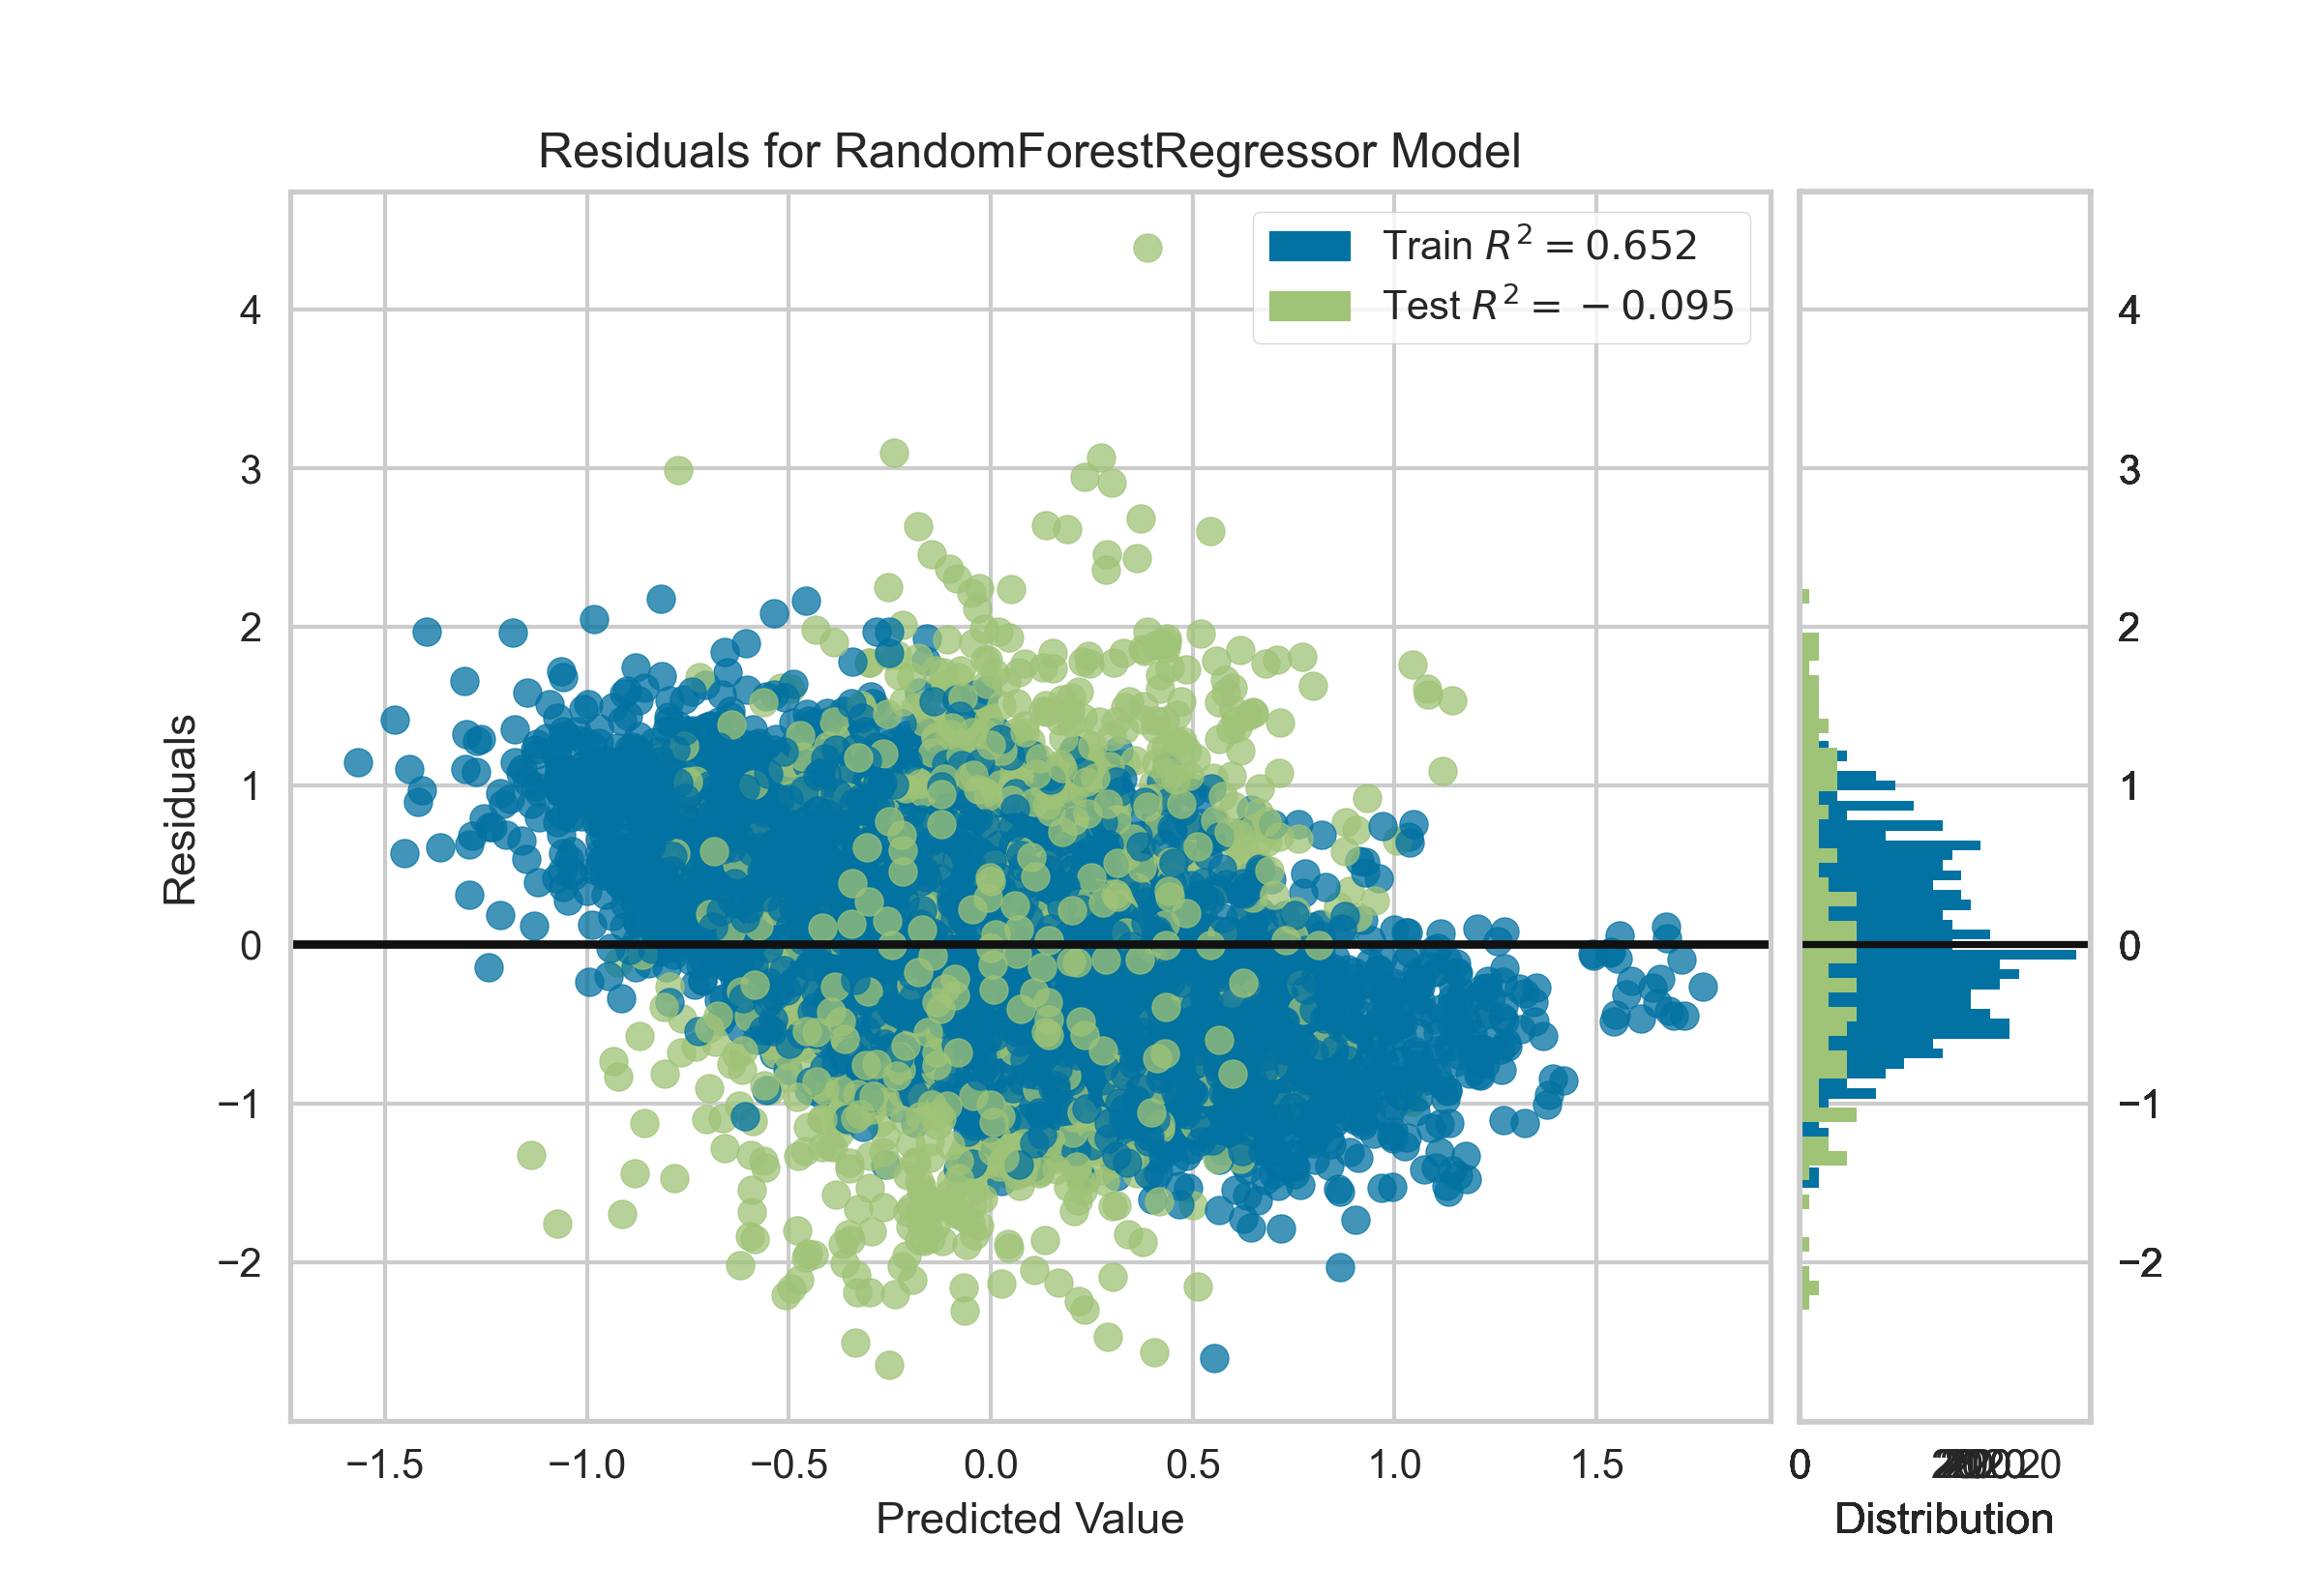 Residuals for RandomForestRegressor Model
Train R² = 0.652
Test R² = −0.095
Residuals
4
3
2
1
0
−1
−2
−1.5 −1.0 −0.5 0.0 0.5 1.0 1.5
Predicted Value
4
3
2
1
0
−1
−2
0
Distribution